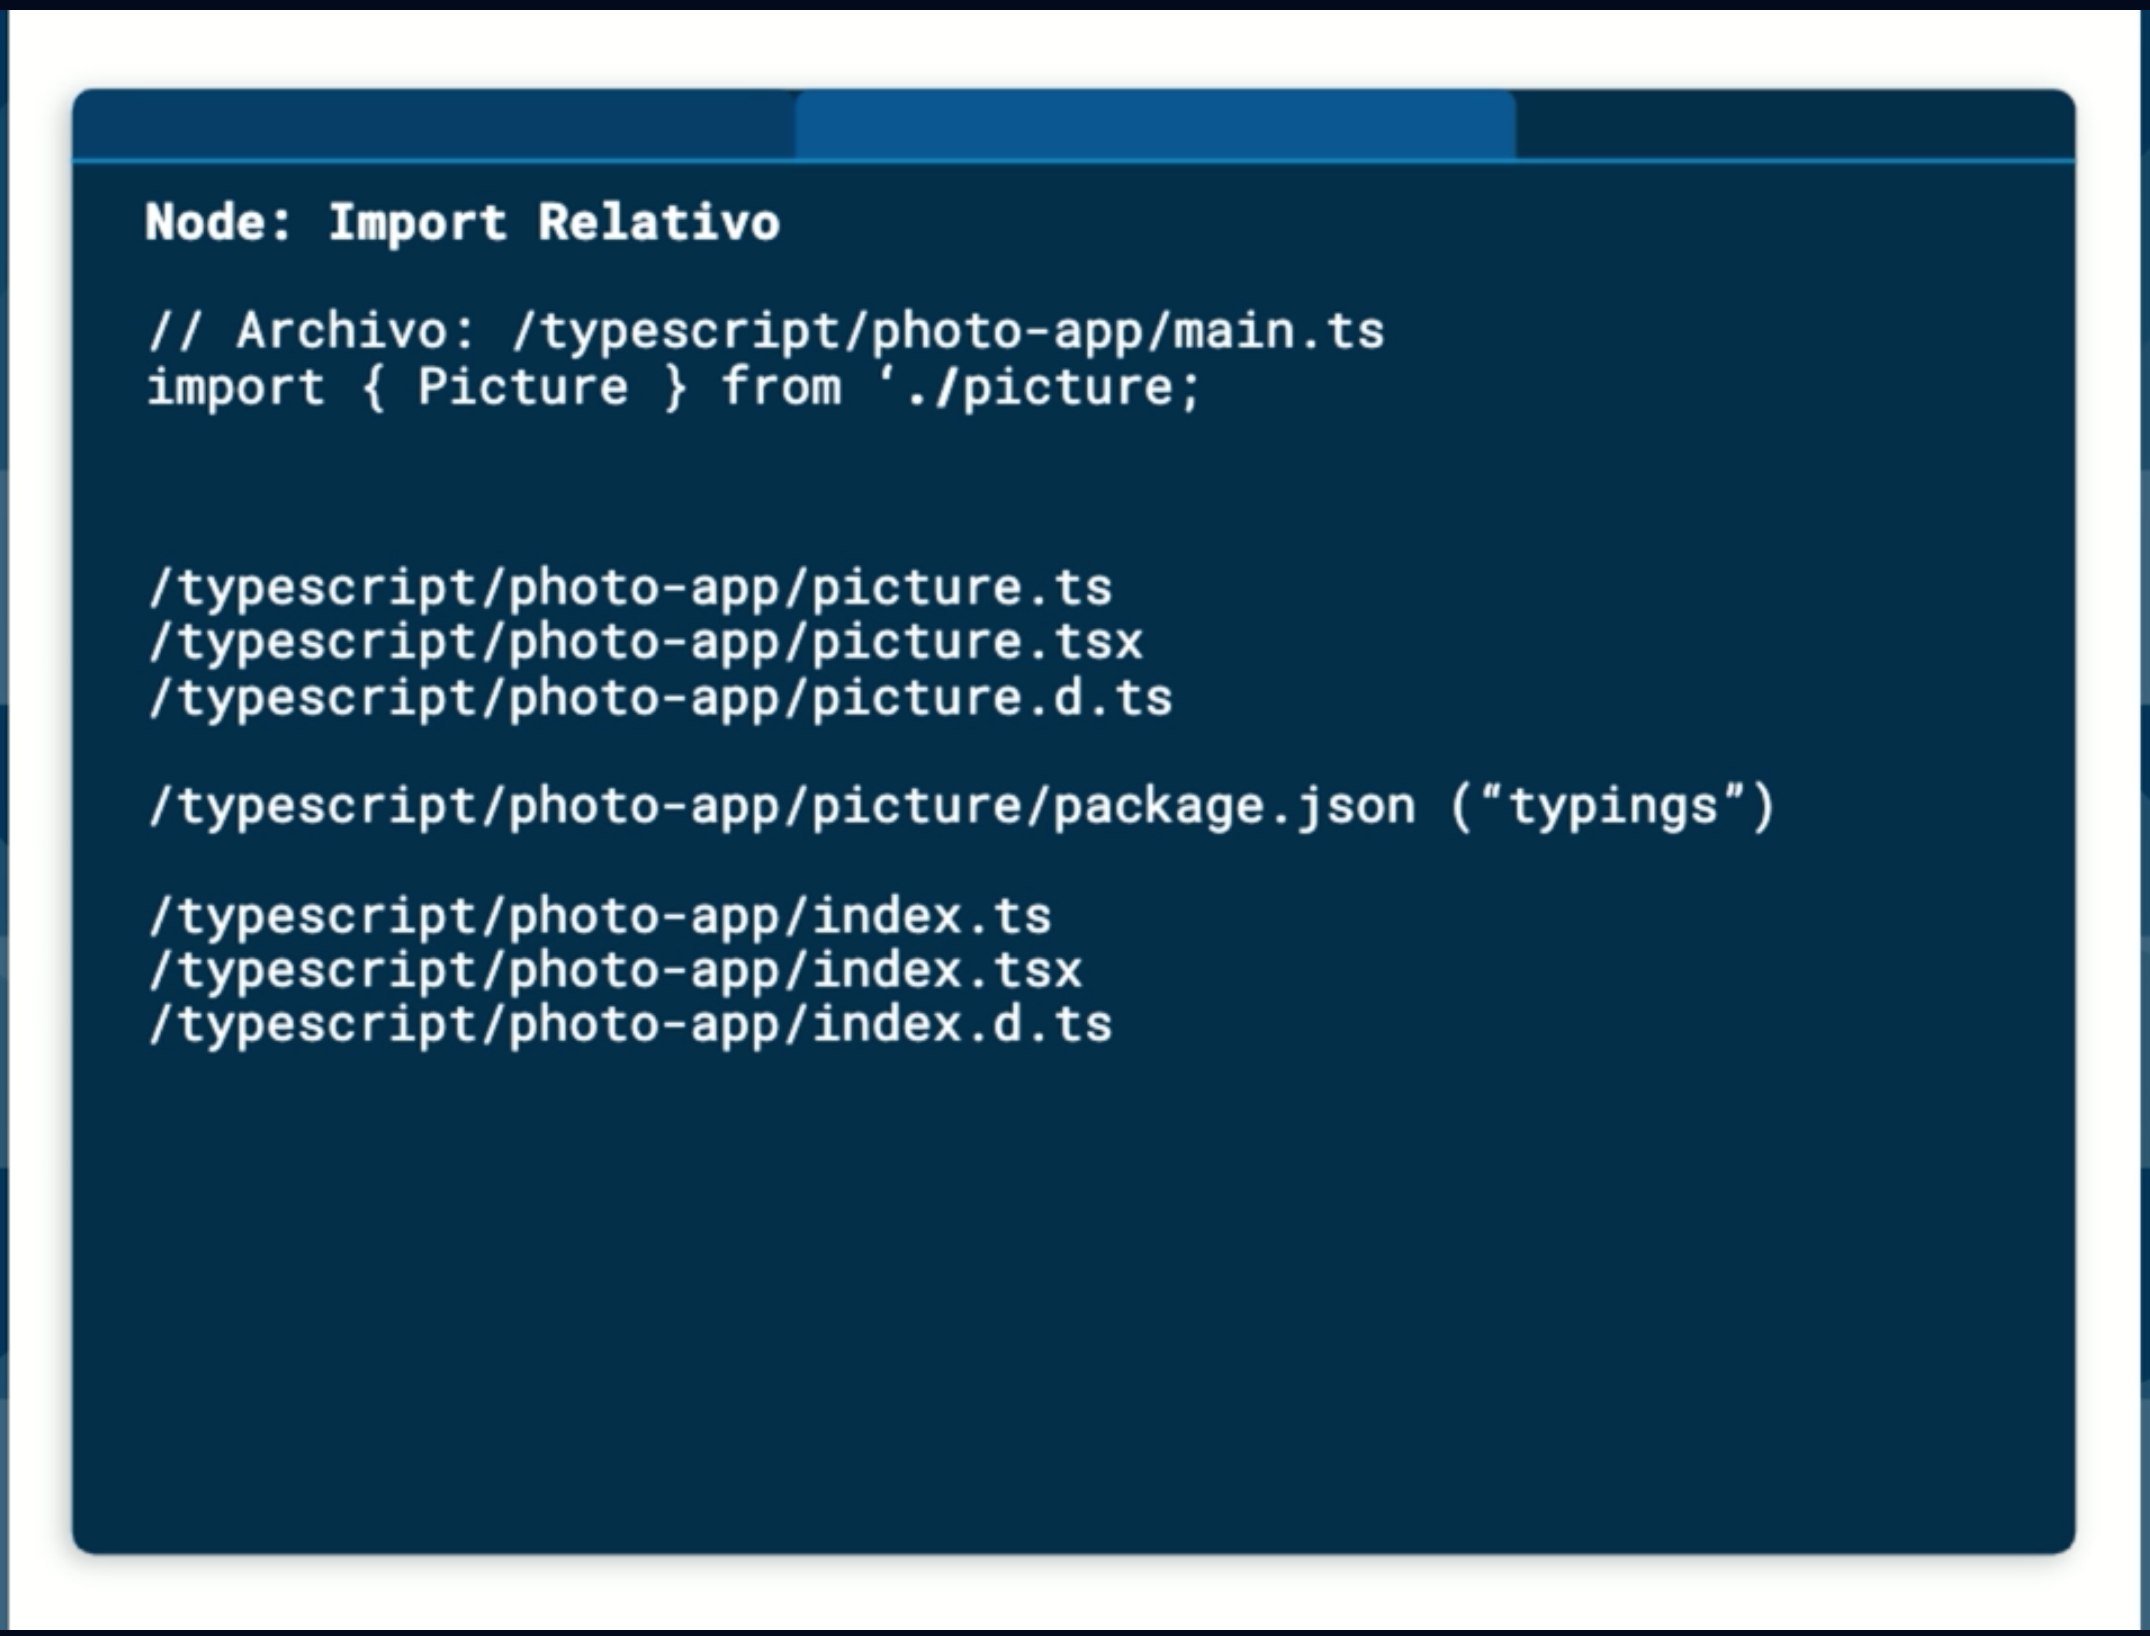 Node: Import Relativo
// Archivo: /typescript/photo-app/main.ts
import { Picture } from ‘./picture;
/typescript/photo-app/picture.ts
/typescript/photo-app/picture.tsx
/typescript/photo-app/picture.d.ts
/typescript/photo-app/picture/package.json (“typings”)
/typescript/photo-app/index.ts
/typescript/photo-app/index.tsx
/typescript/photo-app/index.d.ts